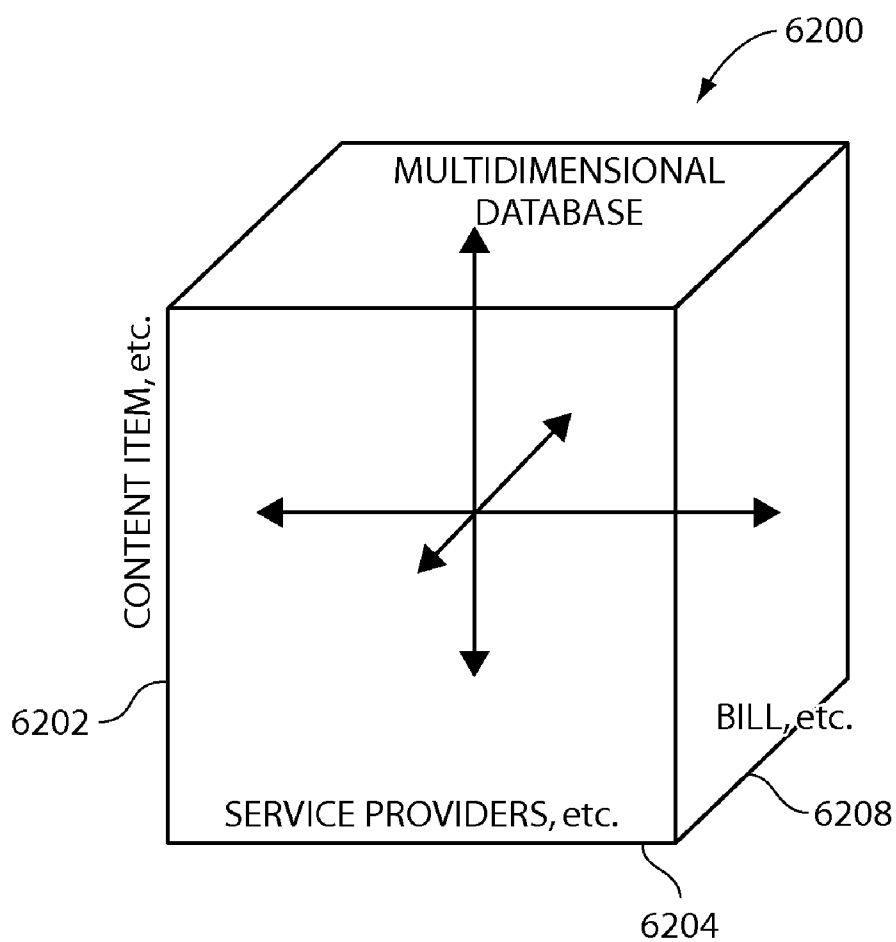 6200
MULTIDIMENSIONAL
DATABASE
CONTENT ITEM, etc.
6202
BILL, etc.
SERVICE PROVIDERS, etc.
6208
6204